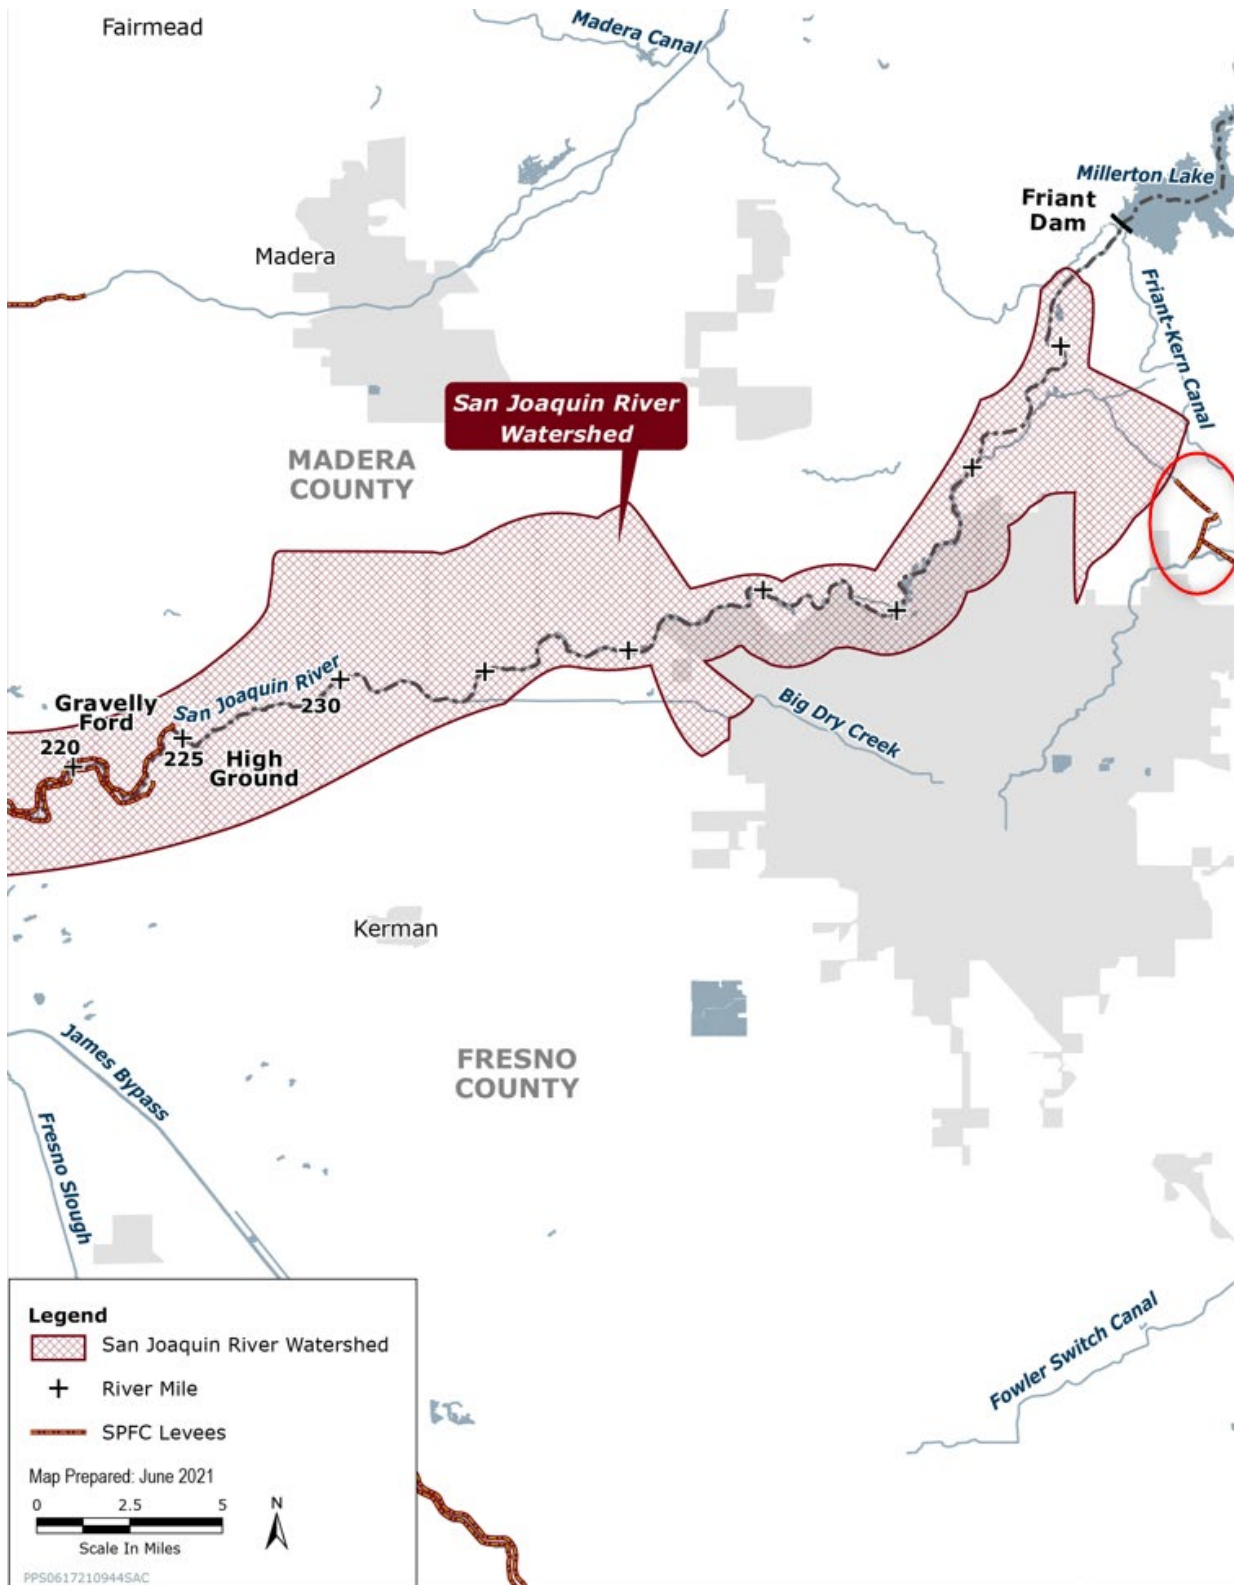 Fairmead
Madera Canal
Millerton Lake
Friant
Dam
Madera
Friant-Kern Canal
San Joaquin River
Watershed
MADERA
COUNTY
San Joaquin River
Gravelly
Ford
230
220
225
High
Ground
Big Dry Creek
Kerman
James Bypass
FRESNO
COUNTY
Fresno Slough
Fowler Switch Canal
Legend
San Joaquin River Watershed
River Mile
SPFC Levees
Map Prepared: June 2021
0 2.5 5
N
Scale In Miles
PPS0617210944SAC